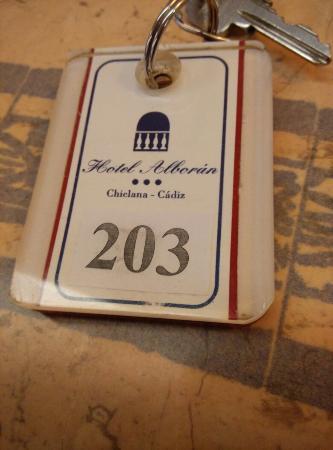 Hotel Alborán
Chiclana - Cádiz
203